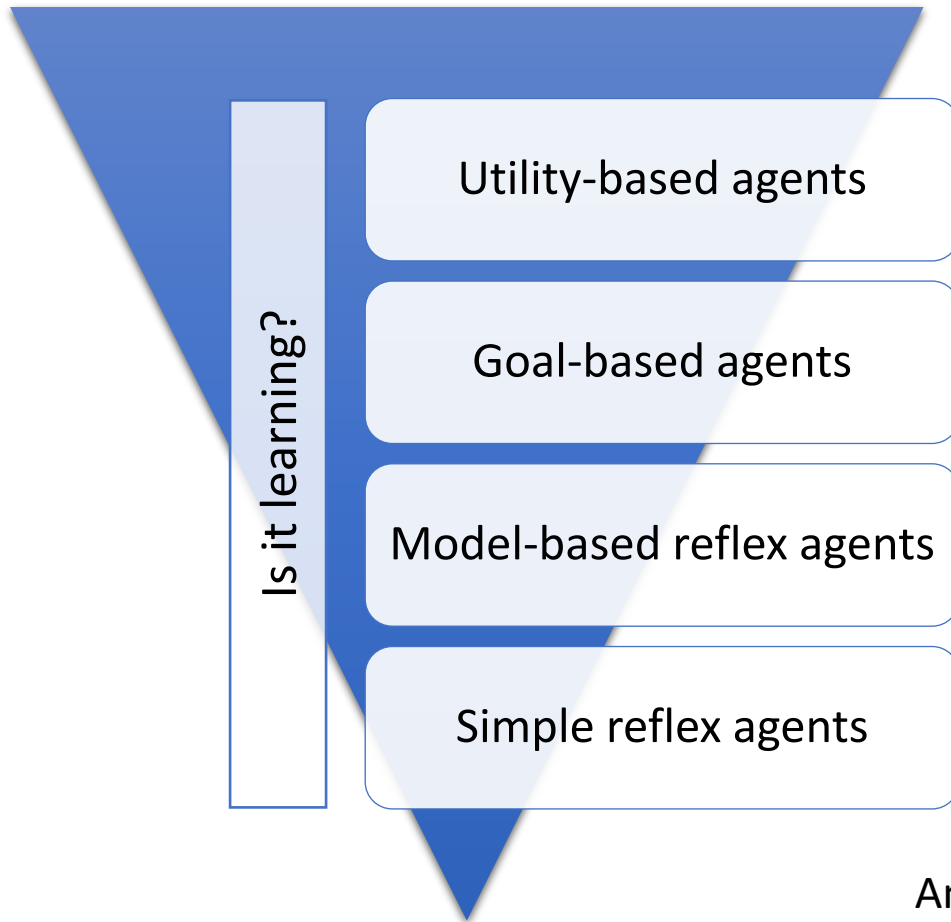 Is it learning?
Utility-based agents
Goal-based agents
Model-based reflex agents
Simple reflex agents